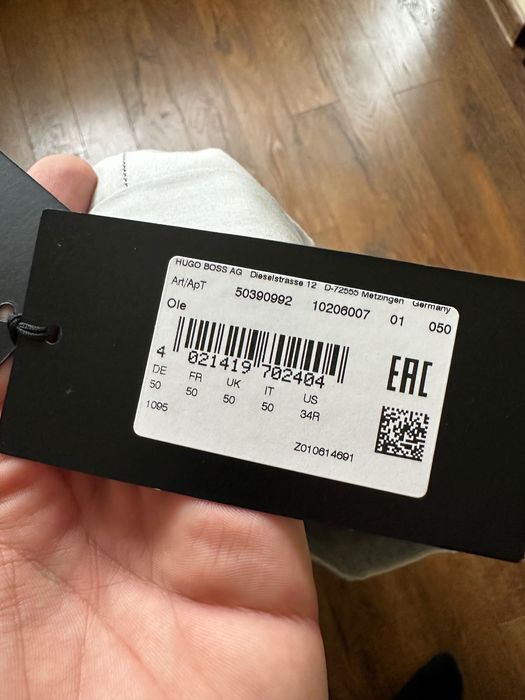 HUGO BOSS AG Dieselstrasse 12 D-72555 Metzingen Germany
Art/ApT 50390992 10206007 01 050
Ole
4 021419 702404
EAC
DE FR UK IT US
50 50 50 50 34R
1095
Z010614691